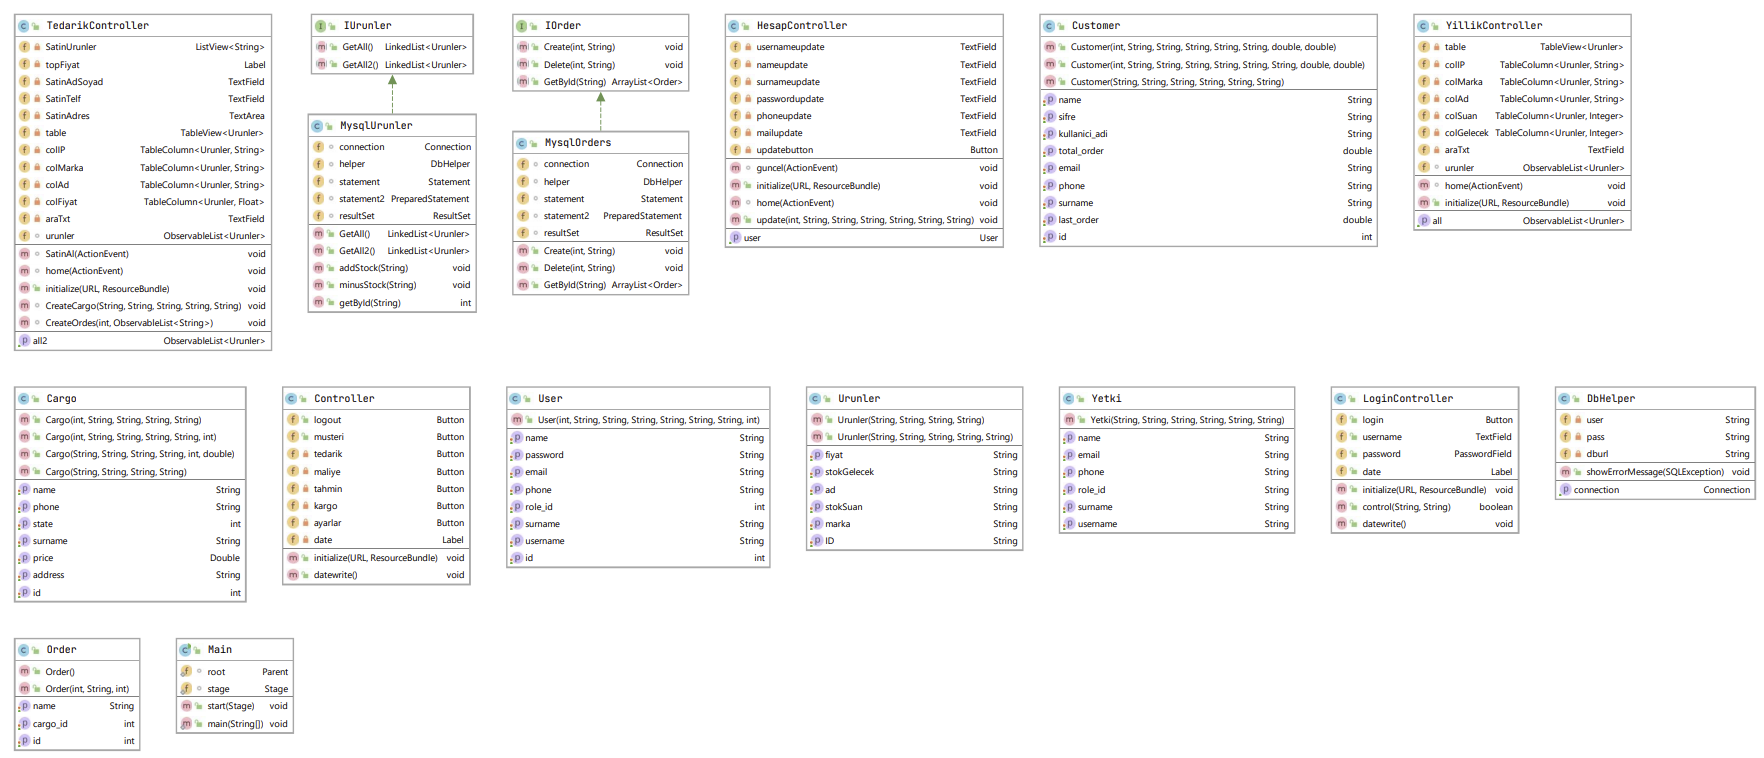 TedarikController
SatinUrunler ListView<String>
topFiyat Label
SatinAdSoyad TextField
SatinTelf TextField
SatinAdres TextArea
table TableView<Urunler>
colIP TableColumn<Urunler, String>
colMarka TableColumn<Urunler, String>
colAd TableColumn<Urunler, String>
colFiyat TableColumn<Urunler, Float>
araTxt TextField
urunler ObservableList<Urunler>
SatinAl(ActionEvent) void
home(ActionEvent) void
initialize(URL, ResourceBundle) void
CreateCargo(String, String, String, String, String) void
CreateOrdes(int, ObservableList<String>) void
all2 ObservableList<Urunler>
IUrunler
GetAll() LinkedList<Urunler>
GetAll2() LinkedList<Urunler>
MysqlUrunler
connection Connection
helper DbHelper
statement Statement
statement2 PreparedStatement
resultSet ResultSet
GetAll() LinkedList<Urunler>
GetAll2() LinkedList<Urunler>
addStock(String) void
minusStock(String) void
getById(String) int
IOrder
Create(int, String) void
Delete(int, String) void
GetById(String) ArrayList<Order>
MysqlOrders
connection Connection
helper DbHelper
statement Statement
statement2 PreparedStatement
resultSet ResultSet
Create(int, String) void
Delete(int, String) void
GetById(String) ArrayList<Order>
HesapController
usernameupdate TextField
nameupdate TextField
surnameupdate TextField
passwordupdate TextField
phoneupdate TextField
mailupdate TextField
updatebutton Button
guncel(ActionEvent) void
initialize(URL, ResourceBundle) void
home(ActionEvent) void
update(int, String, String, String, String, String, String) void
user User
Customer
Customer(int, String, String, String, String, String, double, double)
Customer(int, String, String, String, String, String, String, double, double)
Customer(String, String, String, String, String, String)
name String
sifre String
kullanici_adi String
total_order double
email String
phone String
surname String
last_order double
id int
YillikController
table TableView<Urunler>
colIP TableColumn<Urunler, String>
colMarka TableColumn<Urunler, String>
colAd TableColumn<Urunler, String>
colSuan TableColumn<Urunler, Integer>
colGelecek TableColumn<Urunler, Integer>
araTxt TextField
urunler ObservableList<Urunler>
home(ActionEvent) void
initialize(URL, ResourceBundle) void
all ObservableList<Urunler>
Cargo
Cargo(int, String, String, String, String)
Cargo(int, String, String, String, String, int)
Cargo(String, String, String, String, int, double)
Cargo(String, String, String, String)
name String
phone String
state int
surname String
price Double
address String
id int
Controller
logout Button
musteri Button
tedarik Button
maliye Button
tahmin Button
kargo Button
ayarlar Button
date Label
initialize(URL, ResourceBundle) void
datewrite() void
User
User(int, String, String, String, String, String, String, int)
name String
password String
email String
phone String
role_id int
surname String
username String
id int
Urunler
Urunler(String, String, String, String)
Urunler(String, String, String, String, String)
fiyat String
stokGelecek String
ad String
stokSuan String
marka String
ID String
Yetki
Yetki(String, String, String, String, String, String)
name String
email String
phone String
role_id String
surname String
username String
LoginController
login Button
username TextField
password PasswordField
date Label
initialize(URL, ResourceBundle) void
control(String, String) boolean
datewrite() void
DbHelper
user String
pass String
dburl String
showErrorMessage(SQLException) void
connection Connection
Order
Order()
Order(int, String, int)
name String
cargo_id int
id int
Main
root Parent
stage Stage
start(Stage) void
main(String[]) void